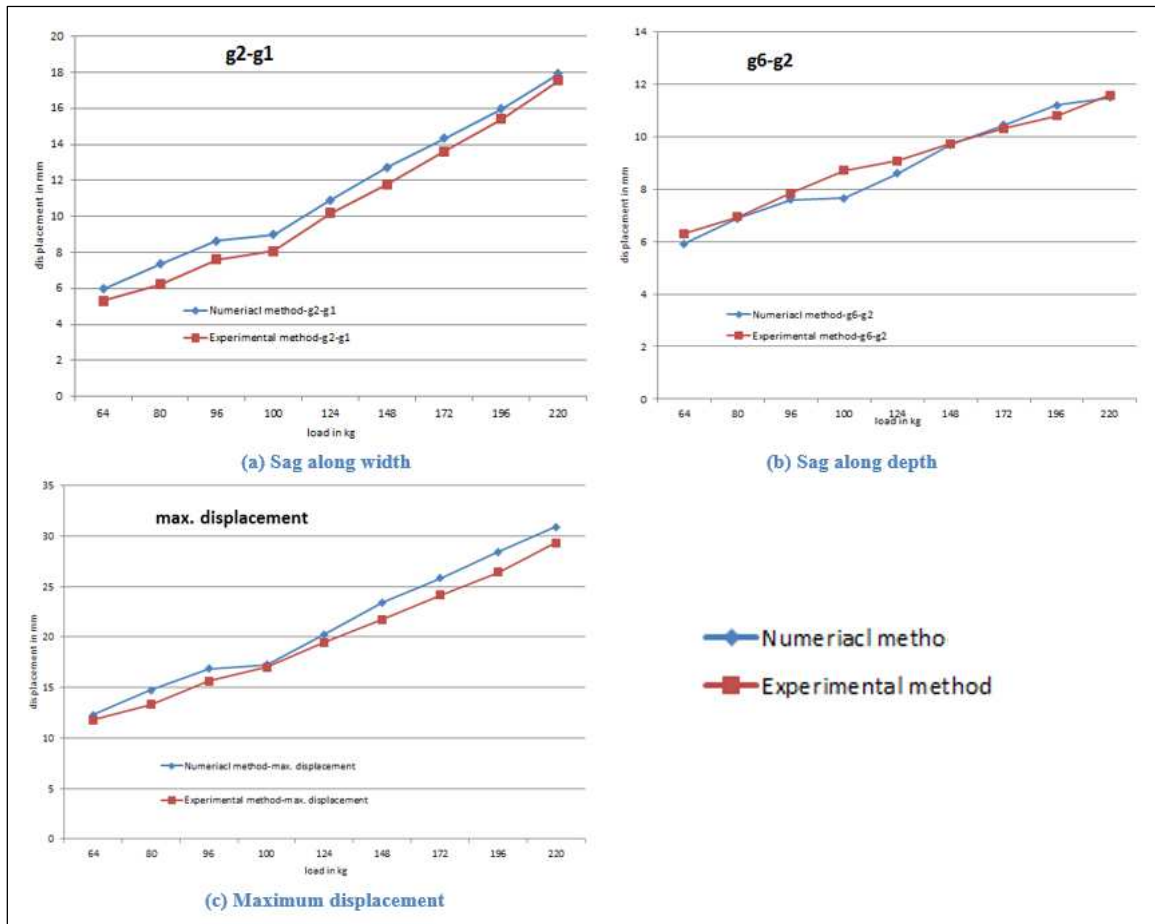 g2-g1
20
18
16
14
12
10
8
6
4
2
0
displacement in mm
Numeriacl method-g2-g1
Experimental method-g2-g1
64 80 96 100 124 148 172 196 220
load in kg
(a) Sag along width
g6-g2
14
12
10
8
6
4
2
0
displacement in mm
Numeriacl method-g6-g2
Experimental method-g6-g2
64 80 96 100 124 148 172 196 220
load in kg
(b) Sag along depth
max. displacement
35
30
25
20
15
10
5
0
displacement in mm
Numeriacl method-max. displacement
Experimental method-max. displacement
64 80 96 100 124 148 172 196 220
load in kg
(c) Maximum displacement
Numeriacl metho
Experimental method